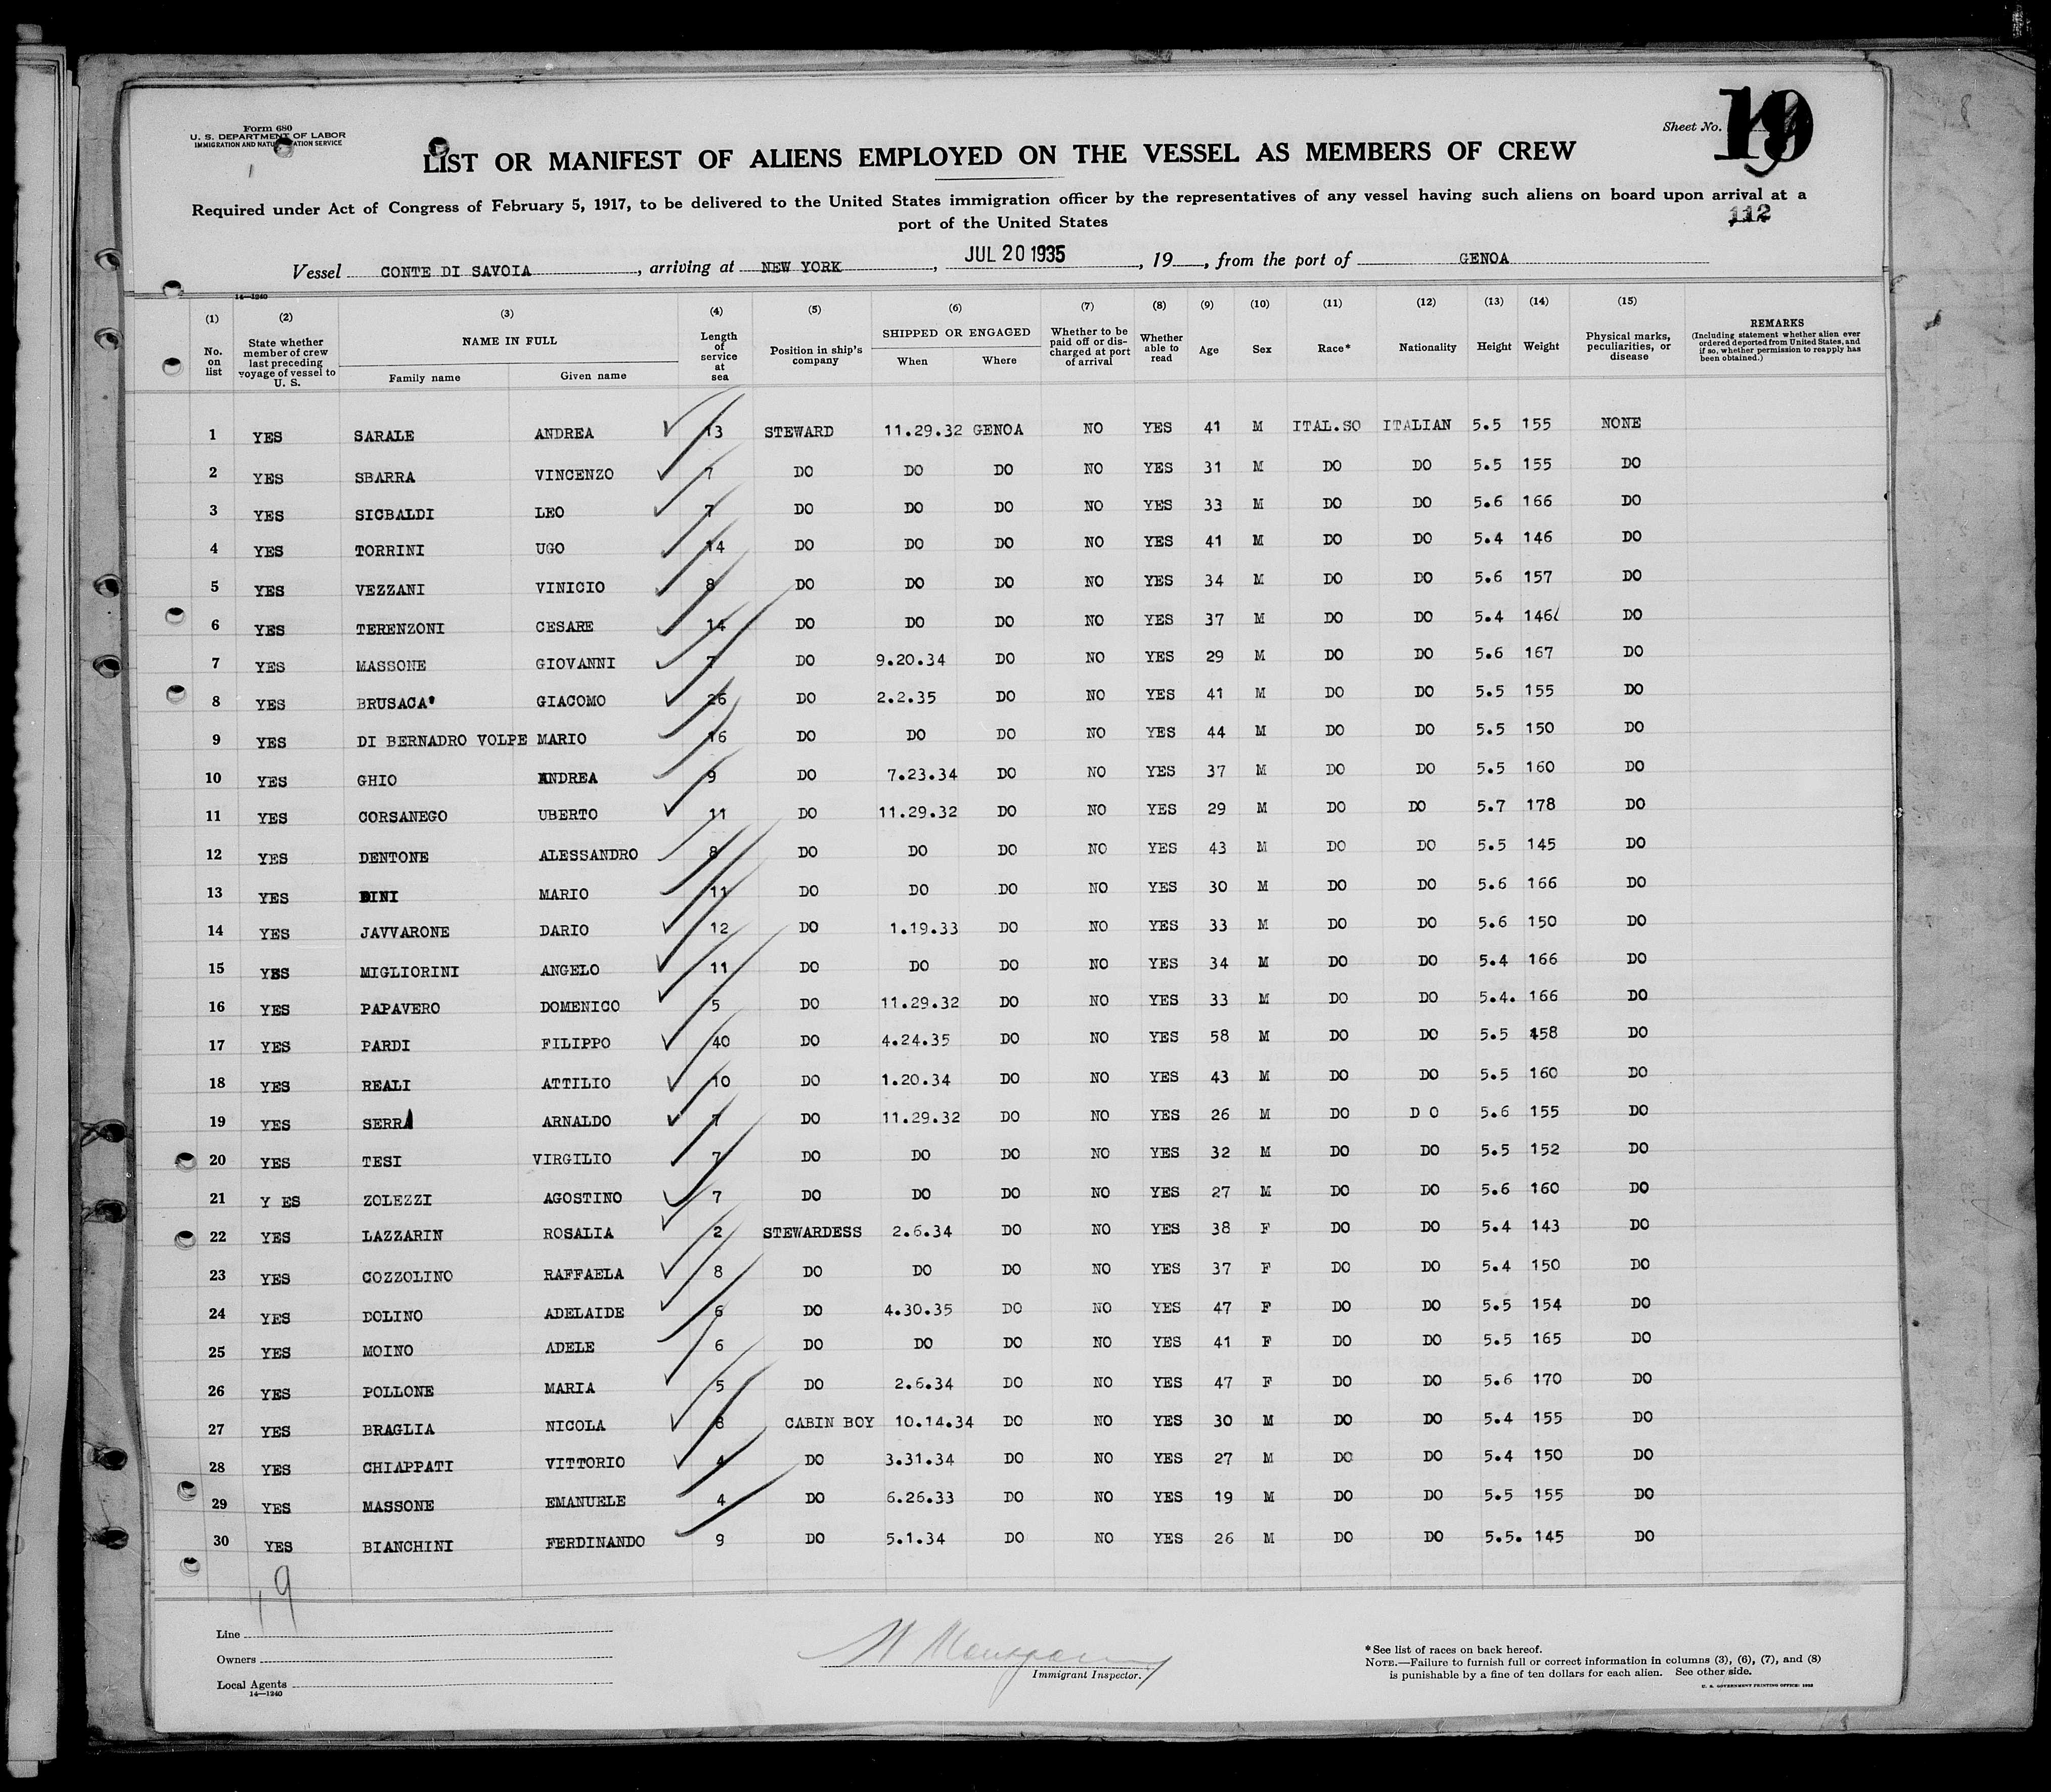 Form 680
U. S. DEPARTMENT OF LABOR
IMMIGRATION AND NATURALIZATION SERVICE
Sheet No. 19
LIST OR MANIFEST OF ALIENS EMPLOYED ON THE VESSEL AS MEMBERS OF CREW
Required under Act of Congress of February 5, 1917, to be delivered to the United States immigration officer by the representatives of any vessel having such aliens on board upon arrival at a
port of the United States
112
Vessel CONTE DI SAVOIA, arriving at NEW YORK, JUL 20 1935, 19, from the port of GENOA
14—1240
(1) No. on list
(2) State whether member of crew last preceding voyage of vessel to U. S.
(3) NAME IN FULL Family name Given name
(4) Length of service at sea
(5) Position in ship's company
(6) SHIPPED OR ENGAGED When Where
(7) Whether to be paid off or discharged at port of arrival
(8) Whether able to read
(9) Age
(10) Sex
(11) Race*
(12) Nationality
(13) Height
(14) Weight
(15) Physical marks, peculiarities, or disease
REMARKS (Including statement whether alien ever ordered deported from United States, and if so, whether permission to reapply has been obtained.)
1 YES SARALE ANDREA 13 STEWARD 11.29.32 GENOA NO YES 41 M ITAL.SO ITALIAN 5.5 155 NONE
2 YES SBARRA VINCENZO 7 DO DO DO NO YES 31 M DO DO 5.5 155 DO
3 YES SICBALDI LEO 7 DO DO DO NO YES 33 M DO DO 5.6 166 DO
4 YES TORRINI UGO 14 DO DO DO NO YES 41 M DO DO 5.4 146 DO
5 YES VEZZANI VINICIO 8 DO DO DO NO YES 34 M DO DO 5.6 157 DO
6 YES TERENZONI CESARE 14 DO DO DO NO YES 37 M DO DO 5.4 146 DO
7 YES MASSONE GIOVANNI 7 DO 9.20.34 DO NO YES 29 M DO DO 5.6 167 DO
8 YES BRUSACA' GIACOMO 26 DO 2.2.35 DO NO YES 41 M DO DO 5.5 155 DO
9 YES DI BERNADRO VOLPE MARIO 16 DO DO DO NO YES 44 M DO DO 5.5 150 DO
10 YES GHIO ANDREA 9 DO 7.23.34 DO NO YES 37 M DO DO 5.5 160 DO
11 YES CORSANEGO UBERTO 11 DO 11.29.32 DO NO YES 29 M DO DO 5.7 178 DO
12 YES DENTONE ALESSANDRO 8 DO DO DO NO YES 43 M DO DO 5.5 145 DO
13 YES DINI MARIO 11 DO DO DO NO YES 30 M DO DO 5.6 166 DO
14 YES JAVVARONE DARIO 12 DO 1.19.33 DO NO YES 33 M DO DO 5.6 150 DO
15 YES MIGLIORINI ANGELO 11 DO DO DO NO YES 34 M DO DO 5.4 166 DO
16 YES PAPAVERO DOMENICO 5 DO 11.29.32 DO NO YES 33 M DO DO 5.4. 166 DO
17 YES PARDI FILIPPO 40 DO 4.24.35 DO NO YES 58 M DO DO 5.5 158 DO
18 YES REALI ATTILIO 10 DO 1.20.34 DO NO YES 43 M DO DO 5.5 160 DO
19 YES SERRA ARNALDO 7 DO 11.29.32 DO NO YES 26 M DO D O 5.6 155 DO
20 YES TESI VIRGILIO 7 DO DO DO NO YES 32 M DO DO 5.5 152 DO
21 Y ES ZOLEZZI AGOSTINO 7 DO DO DO NO YES 27 M DO DO 5.6 160 DO
22 YES LAZZARIN ROSALIA 2 STEWARDESS 2.6.34 DO NO YES 38 F DO DO 5.4 143 DO
23 YES COZZOLINO RAFFAELA 8 DO DO DO NO YES 37 F DO DO 5.4 150 DO
24 YES DOLINO ADELAIDE 6 DO 4.30.35 DO NO YES 47 F DO DO 5.5 154 DO
25 YES MOINO ADELE 6 DO DO DO NO YES 41 F DO DO 5.5 165 DO
26 YES POLLONE MARIA 5 DO 2.6.34 DO NO YES 47 F DO DO 5.6 170 DO
27 YES BRAGLIA NICOLA 8 CABIN BOY 10.14.34 DO NO YES 30 M DO DO 5.4 155 DO
28 YES CHIAPPATI VITTORIO 4 DO 3.31.34 DO NO YES 27 M DO DO 5.4 150 DO
29 YES MASSONE EMANUELE 4 DO 6.26.33 DO NO YES 19 M DO DO 5.5 155 DO
30 YES BIANCHINI FERDINANDO 9 DO 5.1.34 DO NO YES 26 M DO DO 5.5. 145 DO
19
Line
Owners
Local Agents
14—1240
Immigrant Inspector.
*See list of races on back hereof.
NOTE.—Failure to furnish full or correct information in columns (3), (6), (7), and (8)
is punishable by a fine of ten dollars for each alien. See other side.
U. S. GOVERNMENT PRINTING OFFICE: